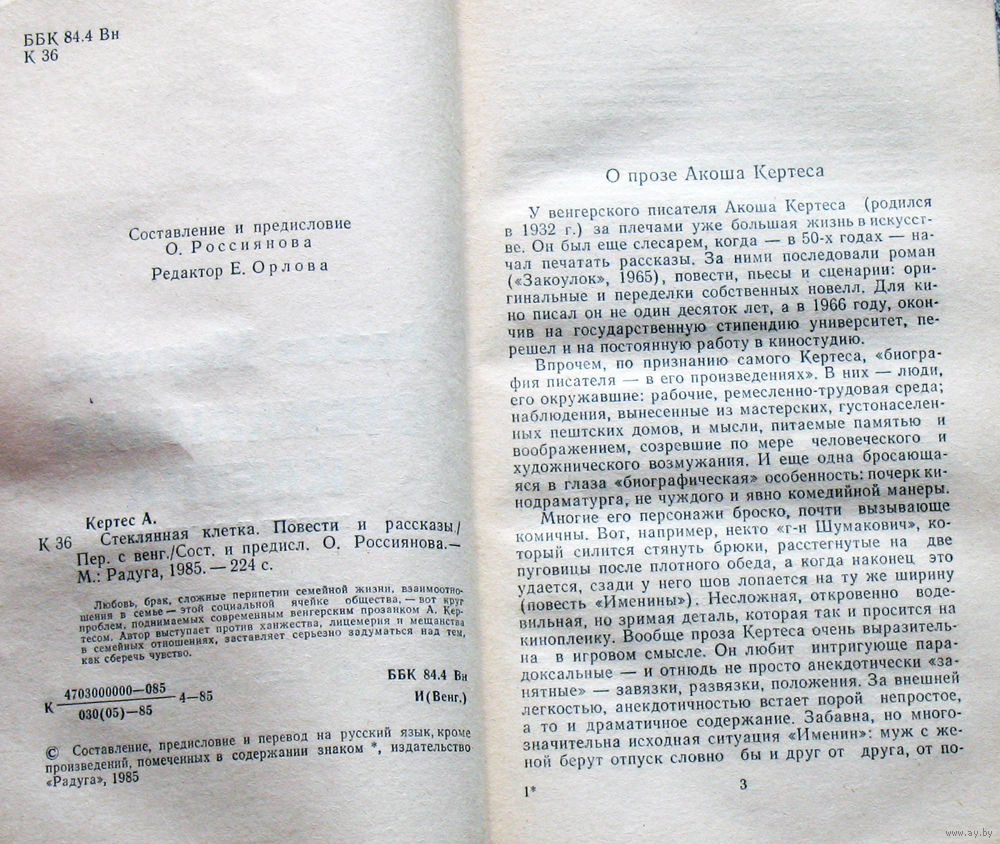 ББК 84.4 Вн
К 36
Составление и предисловие
О. Россиянова
Редактор Е. Орлова
Кертес А.
К 36 Стеклянная клетка. Повести и рассказы/
Пер. с венг./Сост. и предисл. О. Россиянова.—
М.: Радуга, 1985. — 224 с.
Любовь, брак, сложные перипетии семейной жизни, взаимоотно-
шения в семье — этой социальной ячейке общества, — вот круг
проблем, поднимаемых современным венгерским прозаиком А. Кер-
тесом. Автор выступает против ханжества, лицемерия и мещанства
в семейных отношениях, заставляет серьезно задуматься над тем,
как сберечь чувство.
К 4703000000—085 4—85
030(05)—85
ББК 84.4 Вн
И (Венг.)
© Составление, предисловие и перевод на русский язык, кроме
произведений, помеченных в содержании знаком *, издательство
«Радуга», 1985
О прозе Акоша Кертеса
У венгерского писателя Акоша Кертеса (родился
в 1932 г.) за плечами уже большая жизнь в искусст-
ве. Он был еще слесарем, когда — в 50-х годах — на-
чал печатать рассказы. За ними последовали роман
(«Закоулок», 1965), повести, пьесы и сценарии: ори-
гинальные и переделки собственных новелл. Для ки-
но писал он не один десяток лет, а в 1966 году, окон-
чив на государственную стипендию университет, пе-
решел и на постоянную работу в киностудию.
Впрочем, по признанию самого Кертеса, «биогра-
фия писателя — в его произведениях». В них — люди,
его окружавшие: рабочие, ремесленно-трудовая среда;
наблюдения, вынесенные из мастерских, густонаселен-
ных пештских домов, и мысли, питаемые памятью и
воображением, созревшие по мере человеческого и
художнического возмужания. И еще одна бросающа-
яся в глаза «биографическая» особенность: почерк ки-
нодраматурга, не чуждого и явно комедийной манеры.
Многие его персонажи броско, почти вызывающе
комичны. Вот, например, некто «г-н Шумакович», ко-
торый силится стянуть брюки, расстегнутые на две
пуговицы после плотного обеда, а когда наконец это
удается, сзади у него шов лопается на ту же ширину
(повесть «Именины»). Несложная, откровенно воде-
вильная, но зримая деталь, которая так и просится на
кинопленку. Вообще проза Кертеса очень выразитель-
на в игровом смысле. Он любит интригующие пара-
доксальные — и отнюдь не просто анекдотически «за-
нятные» — завязки, развязки, положения. За внешней
легкостью, анекдотичностью встает порой непростое,
а то и драматичное содержание. Забавна, но много-
значительна исходная ситуация «Именин»: муж с же-
ной берут отпуск словно бы и друг от друга, от по-
1*
3
www.ay.by